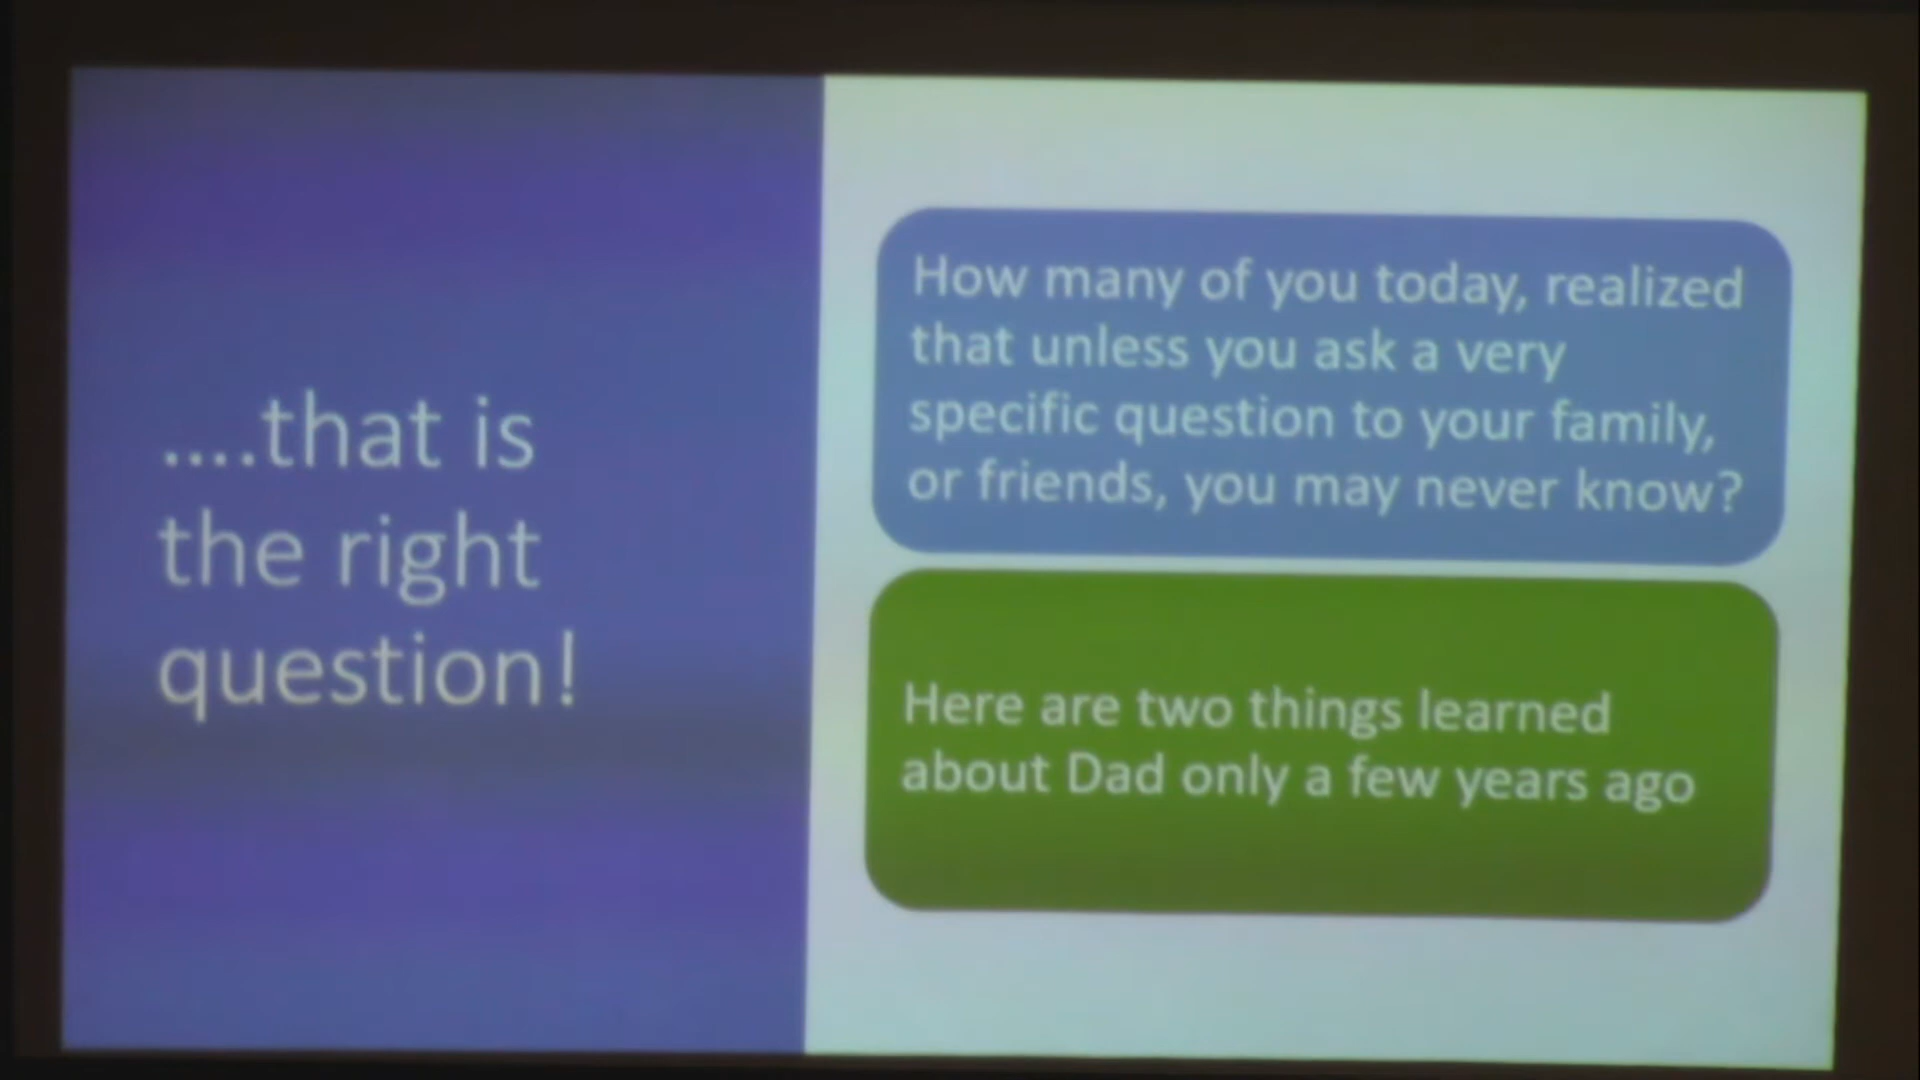 ....that is
the right
question!
How many of you today, realized
that unless you ask a very
specific question to your family,
or friends, you may never know?
Here are two things learned
about Dad only a few years ago